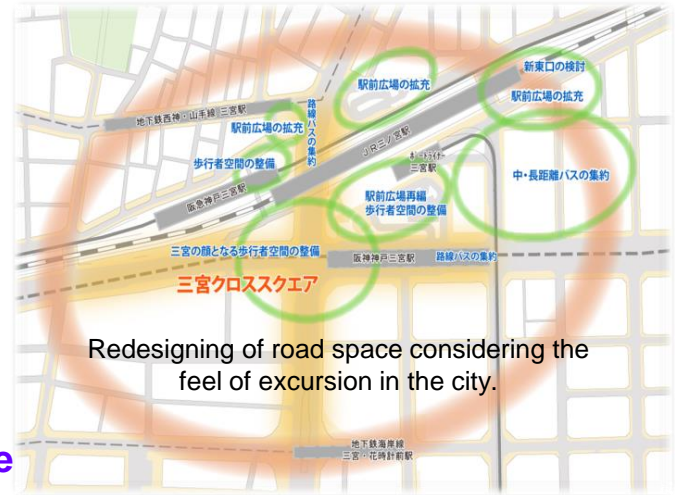 新東口の検討
駅前広場の拡充
駅前広場の拡充
地下鉄西神・山手線 三宮駅
駅前広場の拡充
路線バスの集約
JR三ノ宮駅
歩行者空間の整備
ポートライナー
三宮駅
中・長距離バスの集約
阪急神戸三宮駅
駅前広場再編
歩行者空間の整備
三宮の顔となる歩行者空間の整備
阪神神戸三宮駅
路線バスの集約
三宮クロススクエア
Redesigning of road space considering the
feel of excursion in the city.
地下鉄海岸線
三宮・花時計前駅
e